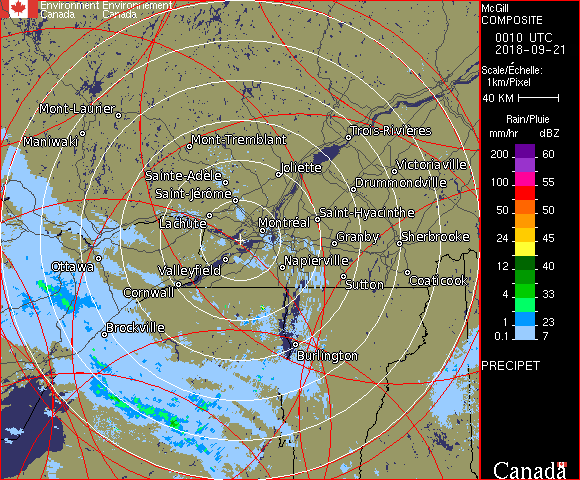 Environment Environnement
Canada Canada
McGill
COMPOSITE
0010 UTC
2018-09-21
Scale/Échelle:
1km/Pixel
40 KM
Rain/Pluie
mm/hr dBZ
200 60
100 55
50 50
24 45
12 40
4 33
1 23
0.1 7
PRECIPET
Canada
Mont-Laurier
Maniwaki
Mont-Tremblant
Trois-Rivières
Sainte-Adèle
Joliette
Victoriaville
Saint-Jérôme
Drummondville
Lachute
Montréal
Saint-Hyacinthe
Granby
Sherbrooke
Ottawa
Valleyfield
Napierville
Cornwall
Sutton
Coaticook
Brockville
Burlington